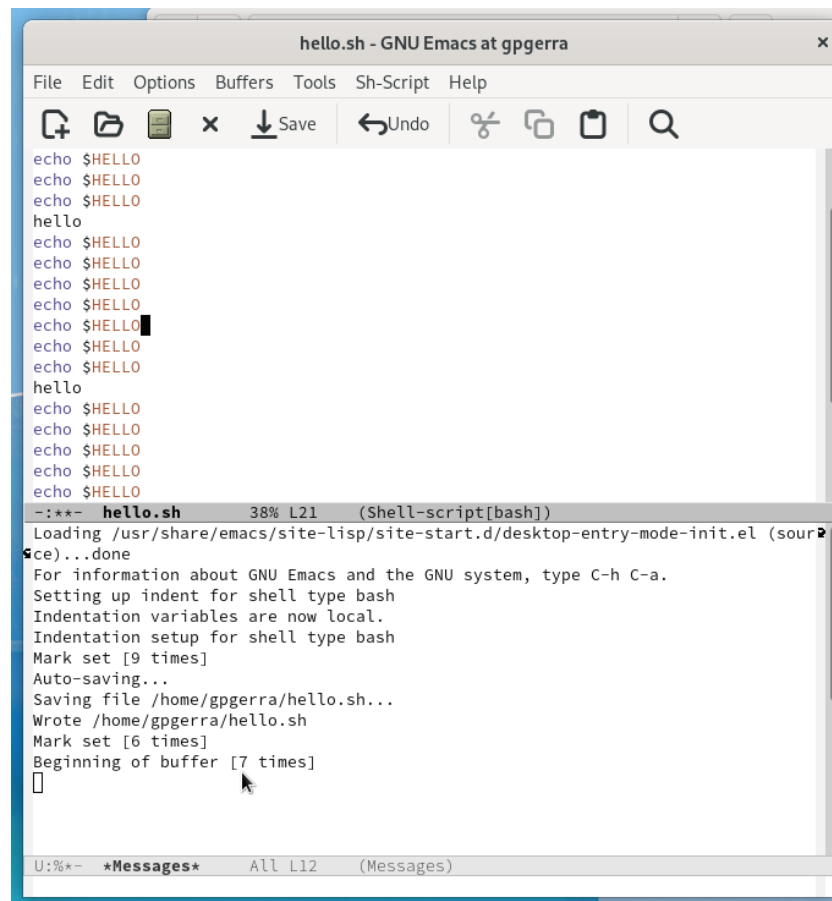 hello.sh - GNU Emacs at gpgerra ×
File Edit Options Buffers Tools Sh-Script Help
Save Undo
echo $HELLO
echo $HELLO
echo $HELLO
hello
echo $HELLO
echo $HELLO
echo $HELLO
echo $HELLO
echo $HELLO
echo $HELLO
echo $HELLO
hello
echo $HELLO
echo $HELLO
echo $HELLO
echo $HELLO
echo $HELLO
-:**- hello.sh 38% L21 (Shell-script[bash])
Loading /usr/share/emacs/site-lisp/site-start.d/desktop-entry-mode-init.el (sour
ce)...done
For information about GNU Emacs and the GNU system, type C-h C-a.
Setting up indent for shell type bash
Indentation variables are now local.
Indentation setup for shell type bash
Mark set [9 times]
Auto-saving...
Saving file /home/gpgerra/hello.sh...
Wrote /home/gpgerra/hello.sh
Mark set [6 times]
Beginning of buffer [7 times]
U:%*- *Messages* All L12 (Messages)